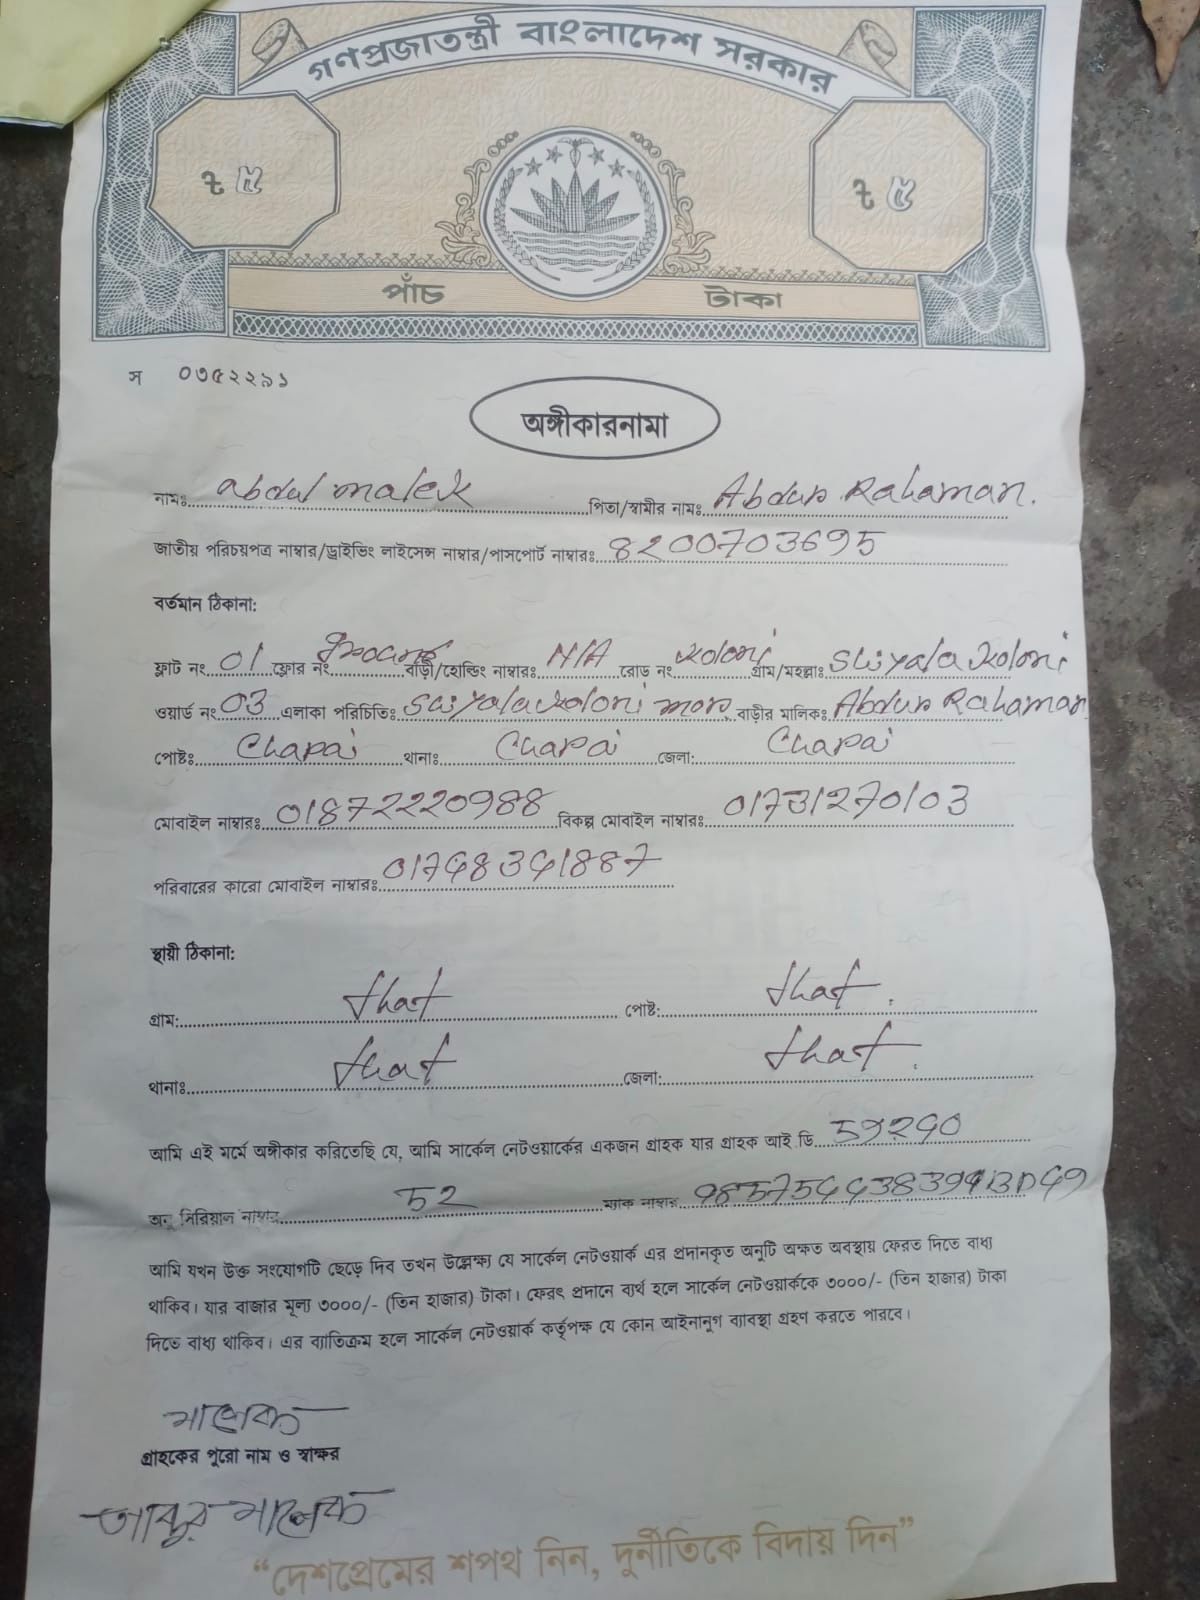 গণপ্রজাতন্ত্রী বাংলাদেশ সরকার
ট ৫ ট ৫
পাঁচ টাকা
স ০৩৫২২৯১
অঙ্গীকারনামা
নামঃ abdul malek পিতা/স্বামীর নামঃ Abdur Rahaman.
জাতীয় পরিচয়পত্র নাম্বার/ড্রাইভিং লাইসেন্স নাম্বার/পাসপোর্ট নাম্বারঃ 8200703695
বর্তমান ঠিকানা:
ফ্লাট নং 01 ফ্লোর নং বাড়ী/হোল্ডিং নাম্বারঃ N/A রোড নং koloni গ্রাম/মহল্লাঃ Shiyala koloni
ওয়ার্ড নং 03 এলাকা পরিচিতিঃ Shiyala koloni mor, বাড়ীর মালিকঃ Abdur Rahaman
পোষ্টঃ Chapai থানাঃ Chapai জেলা: Chapai
মোবাইল নাম্বারঃ 01872220988 বিকল্প মোবাইল নাম্বারঃ 01731270103
পরিবারের কারো মোবাইল নাম্বারঃ 01748341887
স্থায়ী ঠিকানা:
গ্রাম: that পোষ্ট: that.
থানাঃ that জেলা: that.
আমি এই মর্মে অঙ্গীকার করিতেছি যে, আমি সার্কেল নেটওয়ার্কের একজন গ্রাহক যার গ্রাহক আই.ডি.
অনু সিরিয়াল নাম্বার 52 ম্যাক নাম্বার
আমি যখন উক্ত সংযোগটি ছেড়ে দিব তখন উল্লেক্ষ্য যে সার্কেল নেটওয়ার্ক এর প্রদানকৃত অনুটি অক্ষত অবস্থায় ফেরত দিতে বাধ্য
থাকিব। যার বাজার মূল্য ৩০০০/- (তিন হাজার) টাকা। ফেরৎ প্রদানে ব্যর্থ হলে সার্কেল নেটওয়ার্ককে ৩০০০/- (তিন হাজার) টাকা
দিতে বাধ্য থাকিব। এর ব্যাতিক্রম হলে সার্কেল নেটওয়ার্ক কর্তৃপক্ষ যে কোন আইনানুগ ব্যাবস্থা গ্রহণ করতে পারবে।
মালেক
গ্রাহকের পুরো নাম ও স্বাক্ষর
আব্দুর মালেক
“দেশপ্রেমের শপথ নিন, দুর্নীতিকে বিদায় দিন”